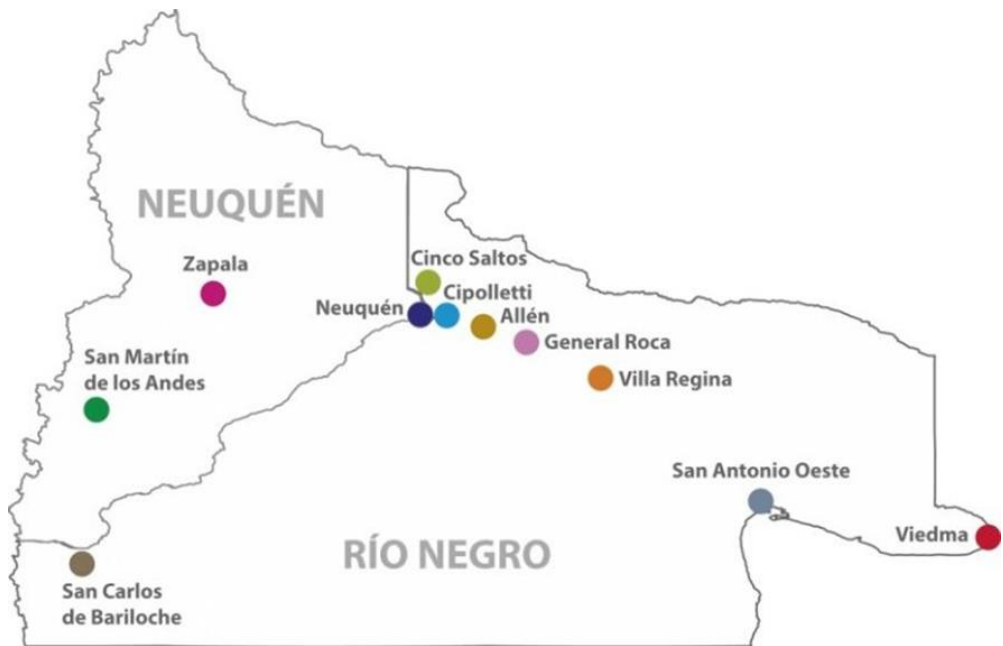 NEUQUÉN
Zapala
Cinco Saltos
Neuquén
Cipolletti
Allén
General Roca
San Martín
de los Andes
Villa Regina
San Antonio Oeste
Viedma
RÍO NEGRO
San Carlos
de Bariloche